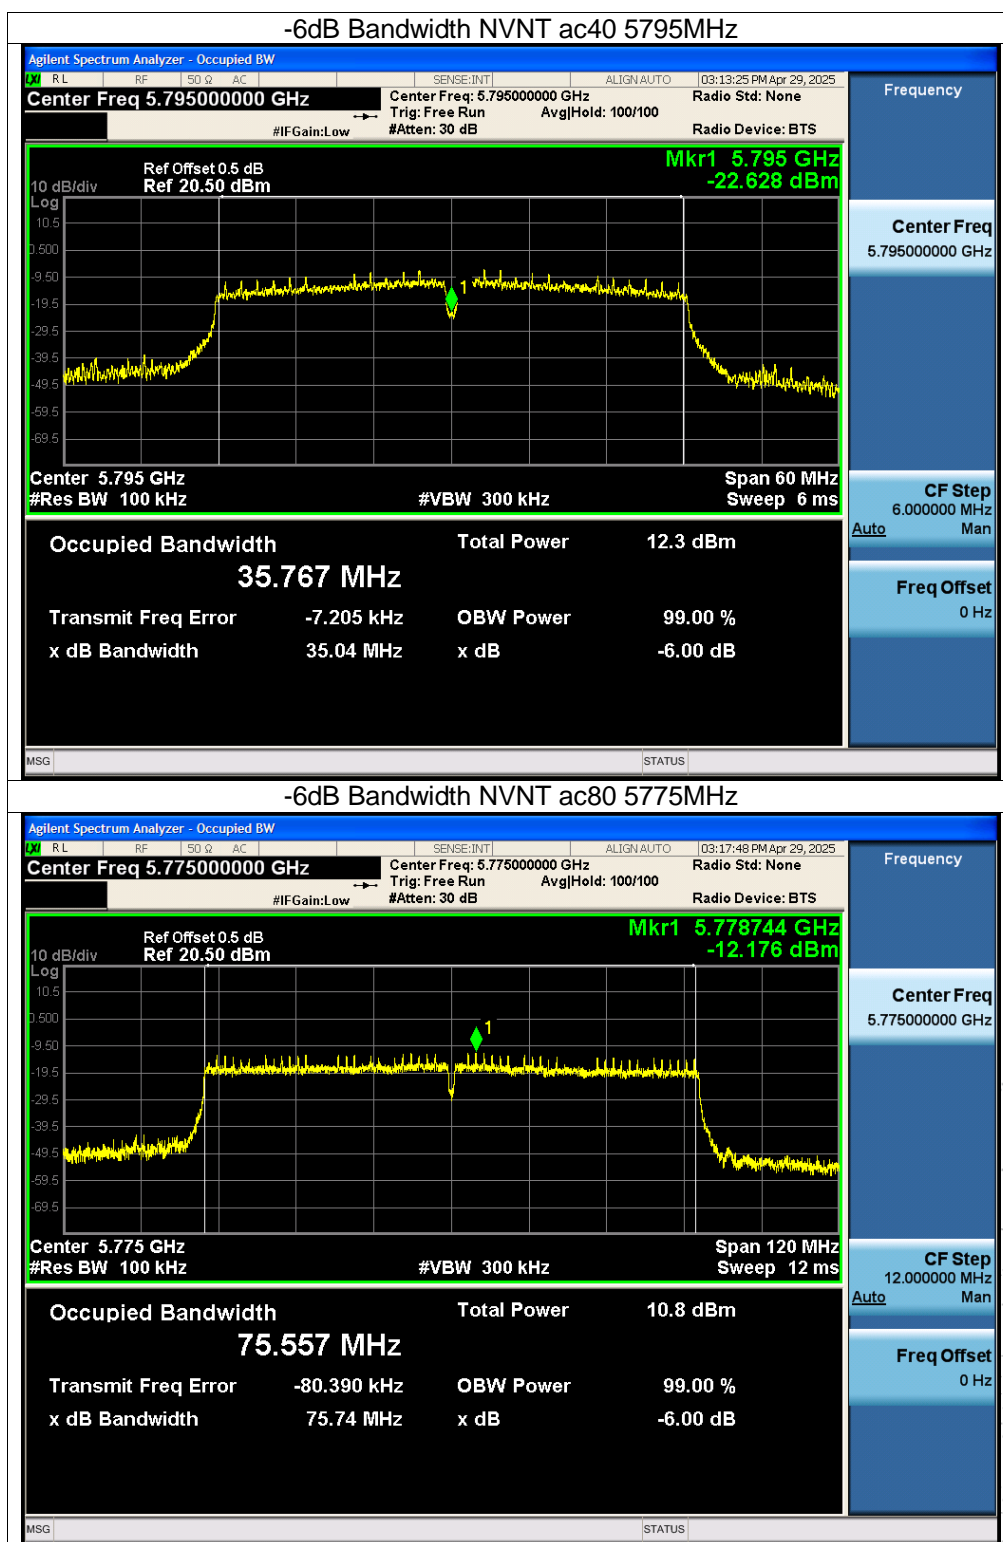 -6dB Bandwidth NVNT ac40 5795MHz
Agilent Spectrum Analyzer - Occupied BW
LXI RL RF 50 Ω AC SENSE:INT ALIGN AUTO 03:13:25 PM Apr 29, 2025
Center Freq 5.795000000 GHz Center Freq: 5.795000000 GHz Radio Std: None
Trig: Free Run Avg|Hold: 100/100
#IFGain:Low #Atten: 30 dB Radio Device: BTS
Frequency
Mkr1 5.795 GHz
-22.628 dBm
Ref Offset 0.5 dB
10 dB/div Ref 20.50 dBm
Log
10.5
0.500
-9.50
-19.5
-29.5
-39.5
-49.5
-59.5
-69.5
1
Center Freq
5.795000000 GHz
Center 5.795 GHz Span 60 MHz
#Res BW 100 kHz #VBW 300 kHz Sweep 6 ms
CF Step
6.000000 MHz
Auto Man
Occupied Bandwidth Total Power 12.3 dBm
35.767 MHz
Freq Offset
0 Hz
Transmit Freq Error -7.205 kHz OBW Power 99.00 %
x dB Bandwidth 35.04 MHz x dB -6.00 dB
MSG STATUS
-6dB Bandwidth NVNT ac80 5775MHz
Agilent Spectrum Analyzer - Occupied BW
LXI RL RF 50 Ω AC SENSE:INT ALIGN AUTO 03:17:48 PM Apr 29, 2025
Center Freq 5.775000000 GHz Center Freq: 5.775000000 GHz Radio Std: None
Trig: Free Run Avg|Hold: 100/100
#IFGain:Low #Atten: 30 dB Radio Device: BTS
Frequency
Mkr1 5.778744 GHz
-12.176 dBm
Ref Offset 0.5 dB
10 dB/div Ref 20.50 dBm
Log
10.5
0.500
-9.50
-19.5
-29.5
-39.5
-49.5
-59.5
-69.5
1
Center Freq
5.775000000 GHz
Center 5.775 GHz Span 120 MHz
#Res BW 100 kHz #VBW 300 kHz Sweep 12 ms
CF Step
12.000000 MHz
Auto Man
Occupied Bandwidth Total Power 10.8 dBm
75.557 MHz
Freq Offset
0 Hz
Transmit Freq Error -80.390 kHz OBW Power 99.00 %
x dB Bandwidth 75.74 MHz x dB -6.00 dB
MSG STATUS